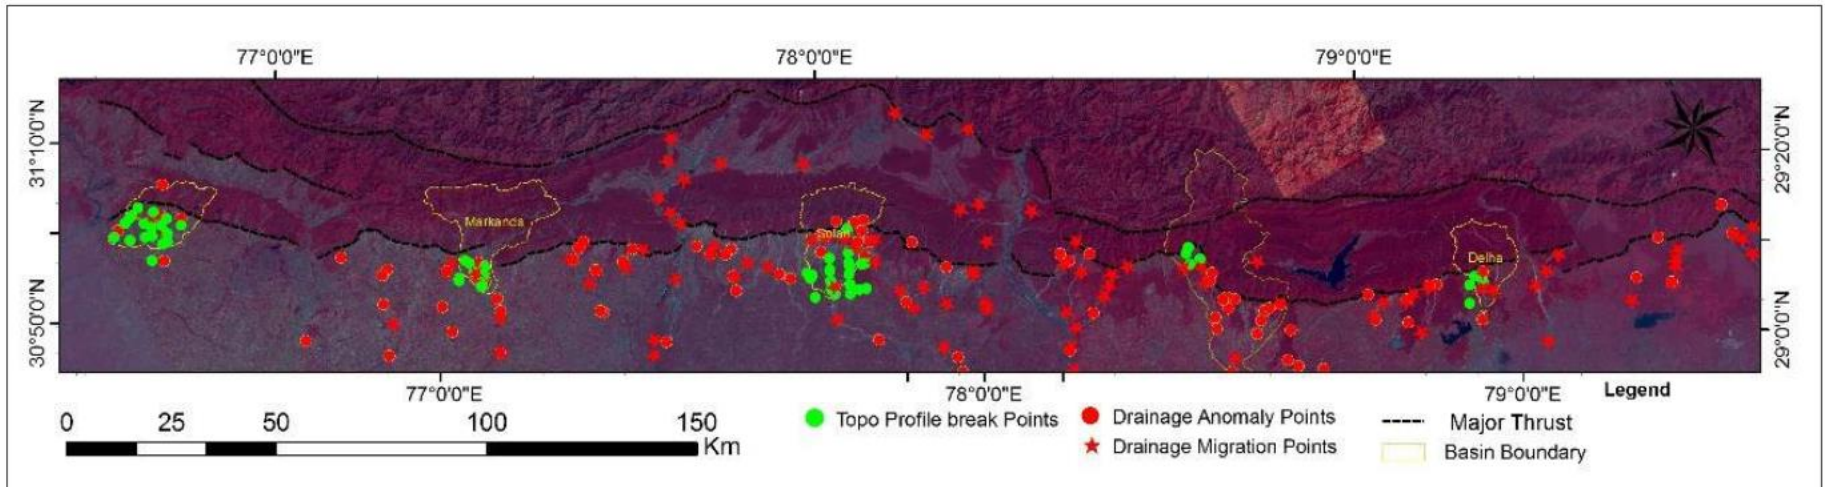 77°0'0"E 78°0'0"E 79°0'0"E
31°10'0"N
29°20'0"N
Markanda
Solani
Delha
30°50'0"N
29°0'0"N
77°0'0"E 78°0'0"E 79°0'0"E
Legend
0 25 50 100 150
Km
Topo Profile break Points
Drainage Anomaly Points
Drainage Migration Points
Major Thrust
Basin Boundary